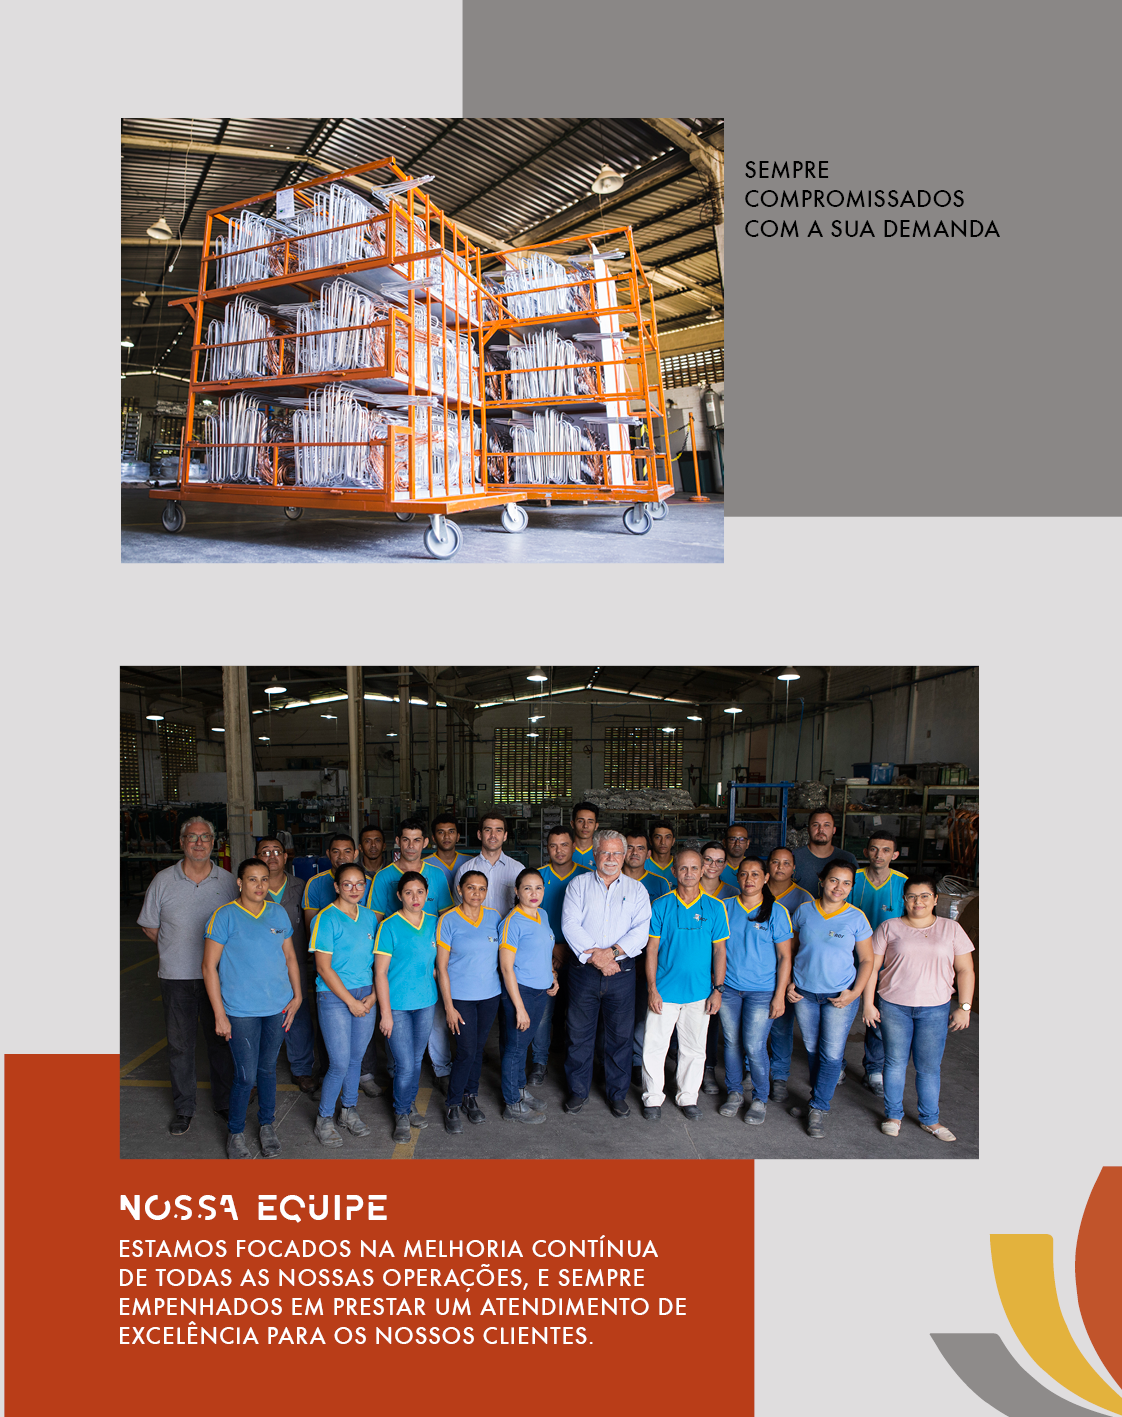 SEMPRE
COMPROMISSADOS
COM A SUA DEMANDA
NOSSA EQUIPE
ESTAMOS FOCADOS NA MELHORIA CONTÍNUA
DE TODAS AS NOSSAS OPERAÇÕES, E SEMPRE
EMPENHADOS EM PRESTAR UM ATENDIMENTO DE
EXCELÊNCIA PARA OS NOSSOS CLIENTES.